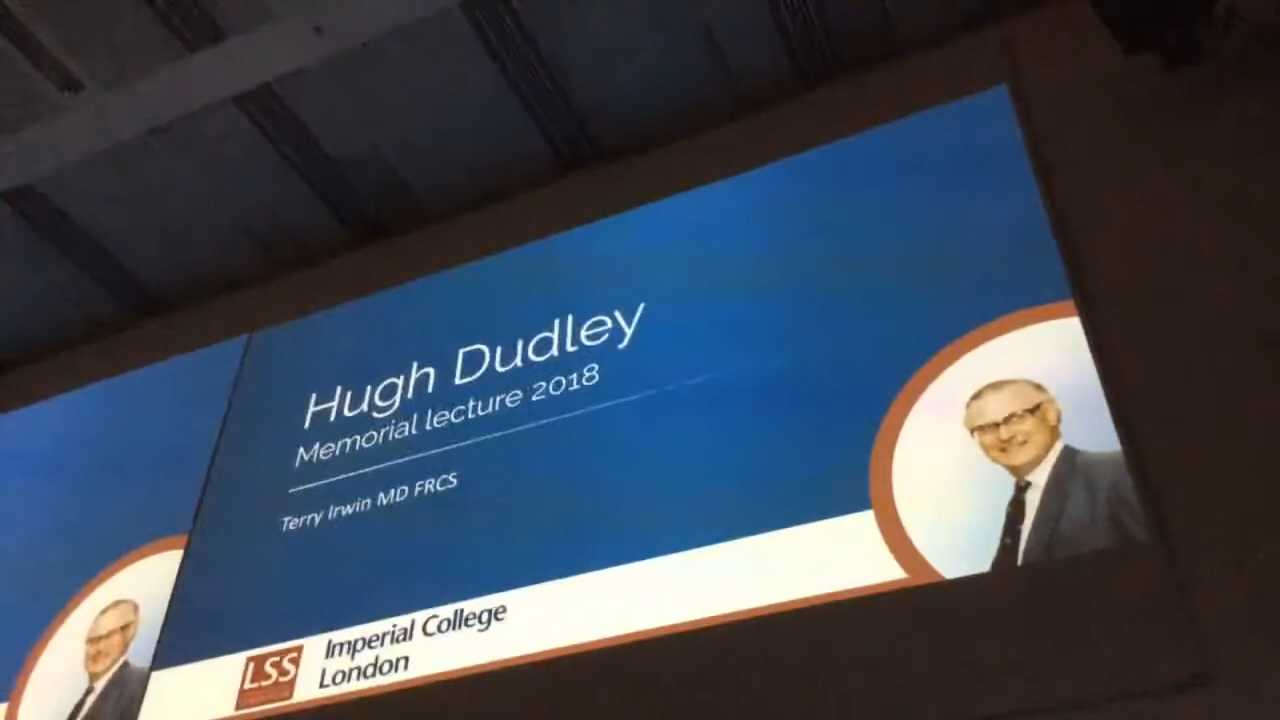 Hugh Dudley
Memorial lecture 2018
Terry Irwin MD FRCS
LSS
Imperial College
London